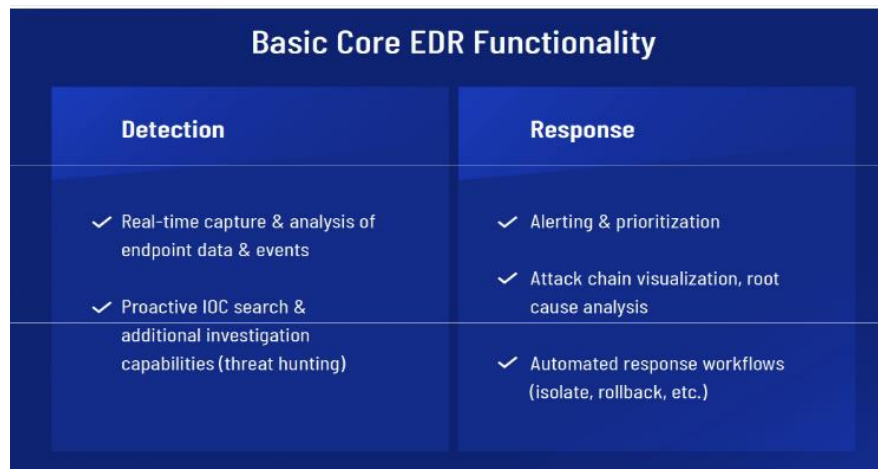 Basic Core EDR Functionality
Detection
Real-time capture & analysis of
endpoint data & events
Proactive IOC search &
additional investigation
capabilities (threat hunting)
Response
Alerting & prioritization
Attack chain visualization, root
cause analysis
Automated response workflows
(isolate, rollback, etc.)